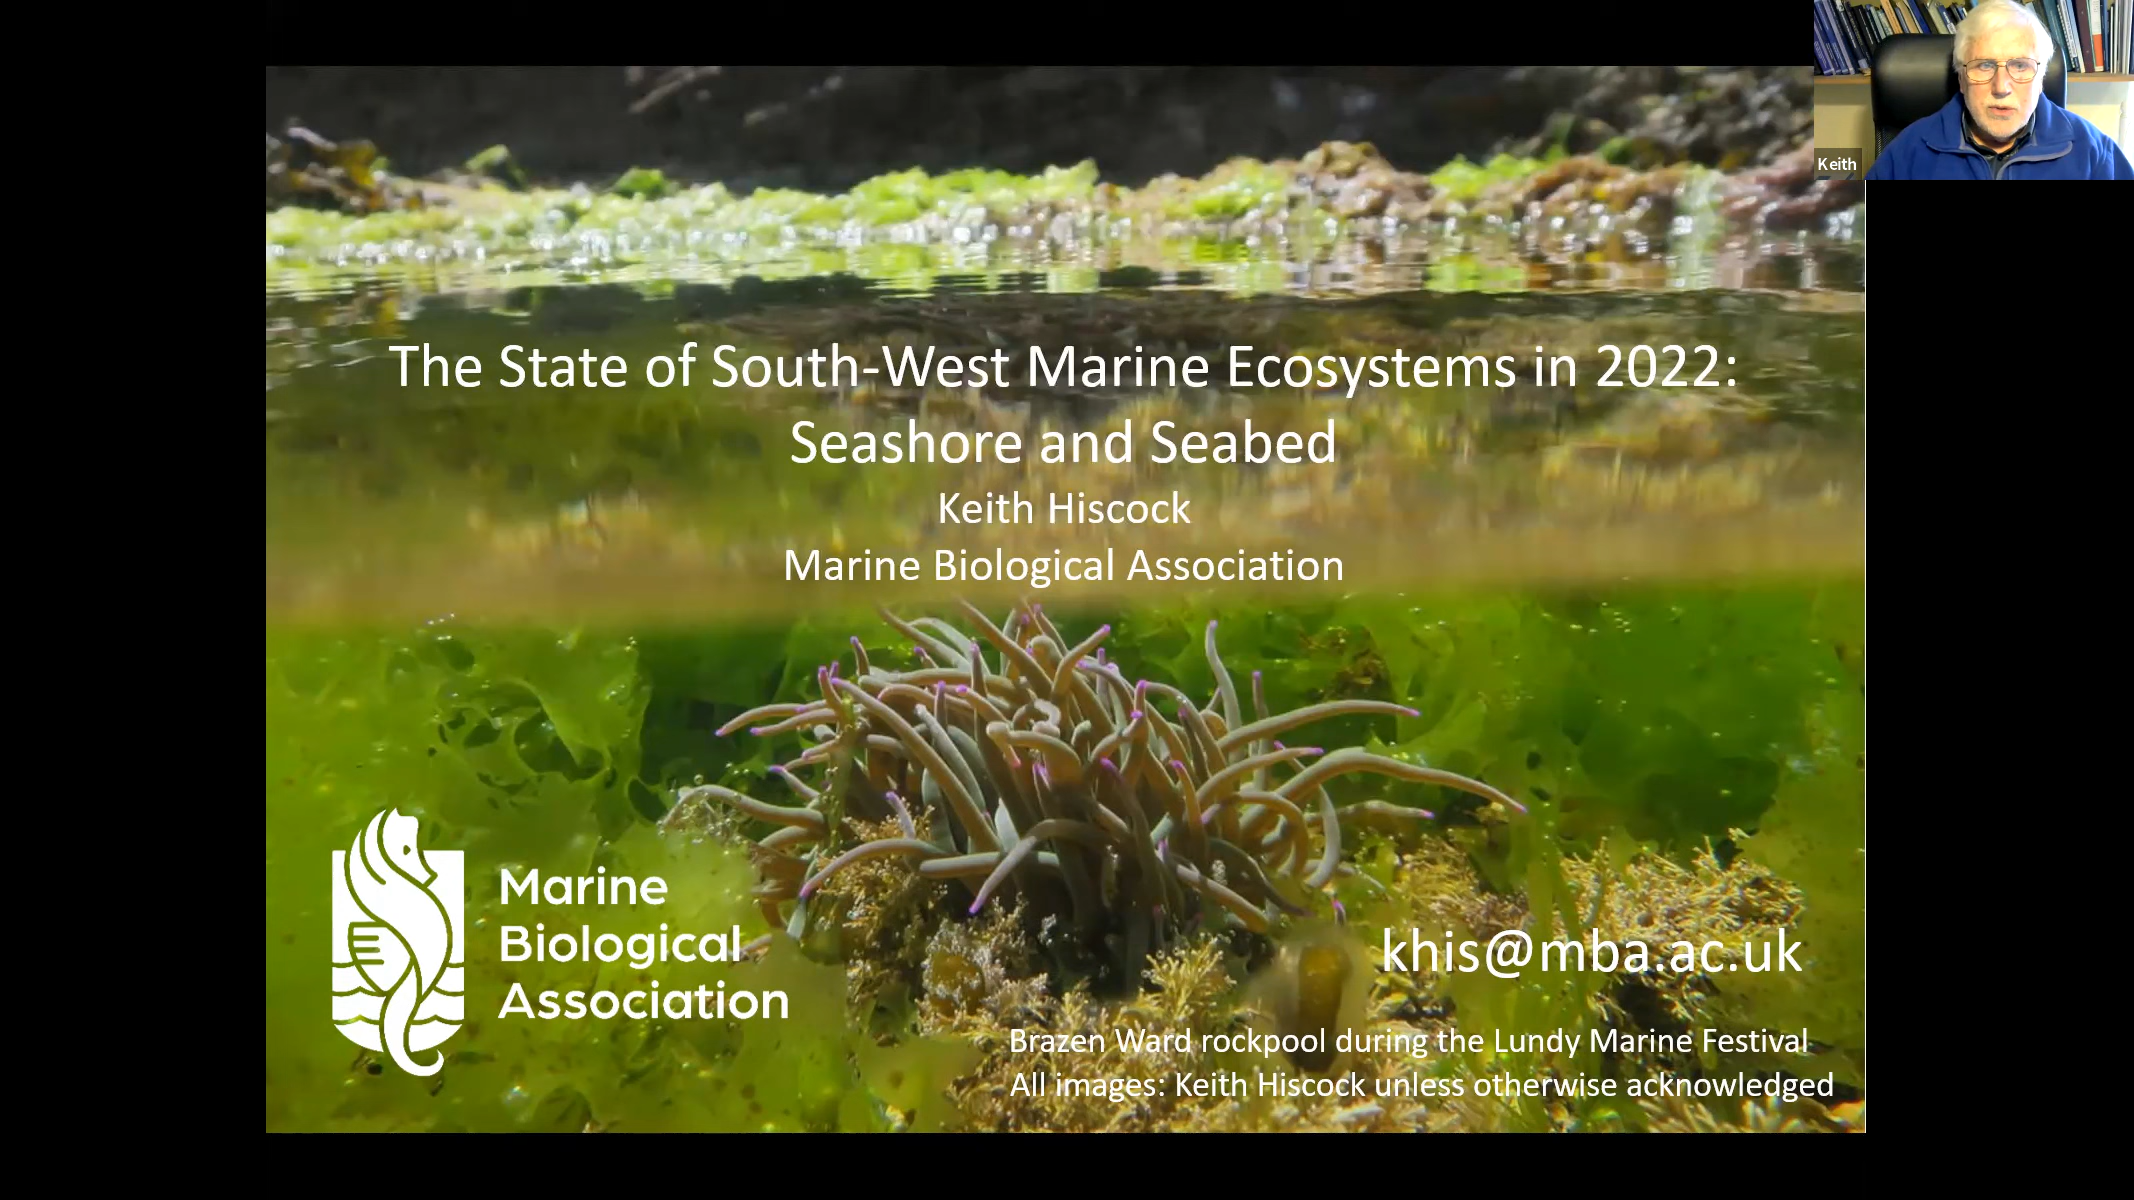 Keith
The State of South-West Marine Ecosystems in 2022:
Seashore and Seabed
Keith Hiscock
Marine Biological Association
Marine
Biological
Association
khis@mba.ac.uk
Brazen Ward rockpool during the Lundy Marine Festival
All images: Keith Hiscock unless otherwise acknowledged